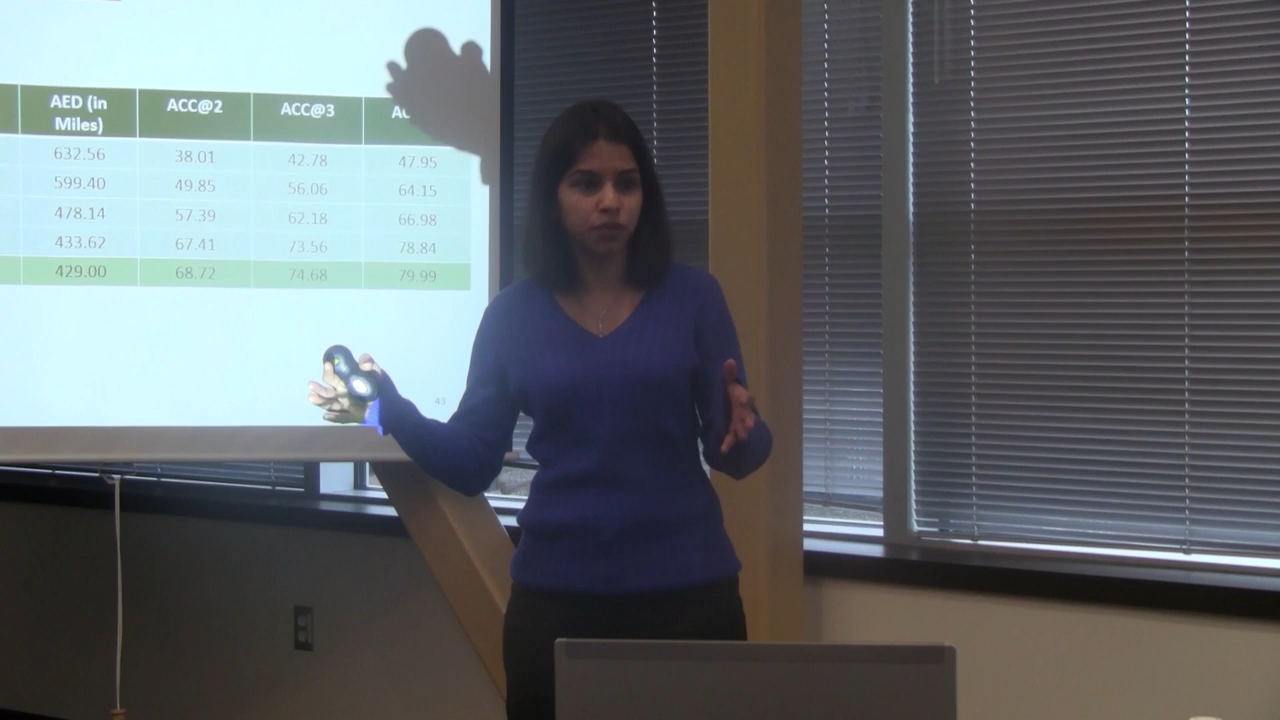 AED (in Miles) ACC@2 ACC@3
632.56 38.01 42.78 47.95
599.40 49.85 56.06 64.15
478.14 57.39 62.18 66.98
433.62 67.41 73.56 78.84
429.00 68.72 74.68 79.99
43